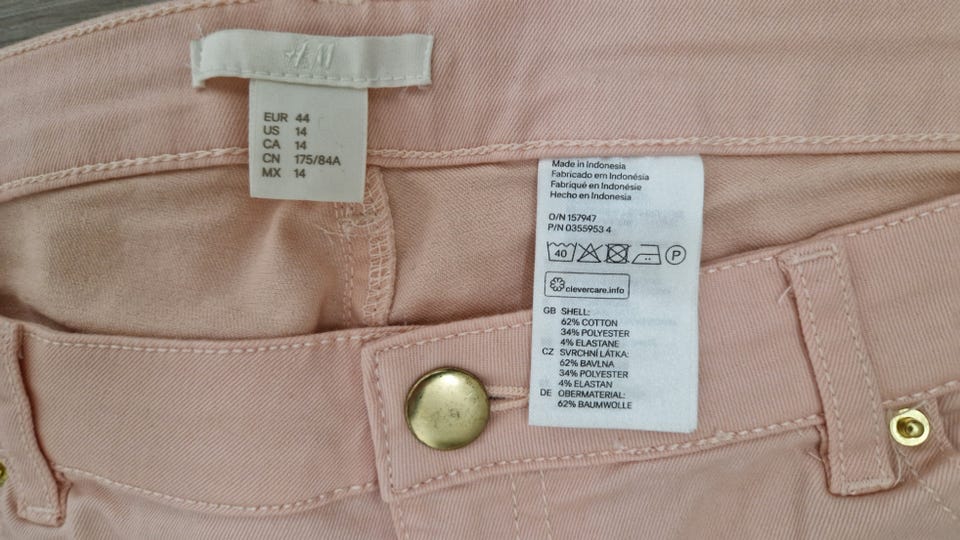 H&M
EUR 44
US 14
CA 14
CN 175/84A
MX 14
Made in Indonesia
Fabricado em Indonésia
Fabriqué en Indonésie
Hecho en Indonesia
O/N 157947
P/N 0355953 4
40 P
clevercare.info
GB SHELL:
62% COTTON
34% POLYESTER
4% ELASTANE
CZ SVRCHNÍ LÁTKA:
62% BAVLNA
34% POLYESTER
4% ELASTAN
DE OBERMATERIAL:
62% BAUMWOLLE